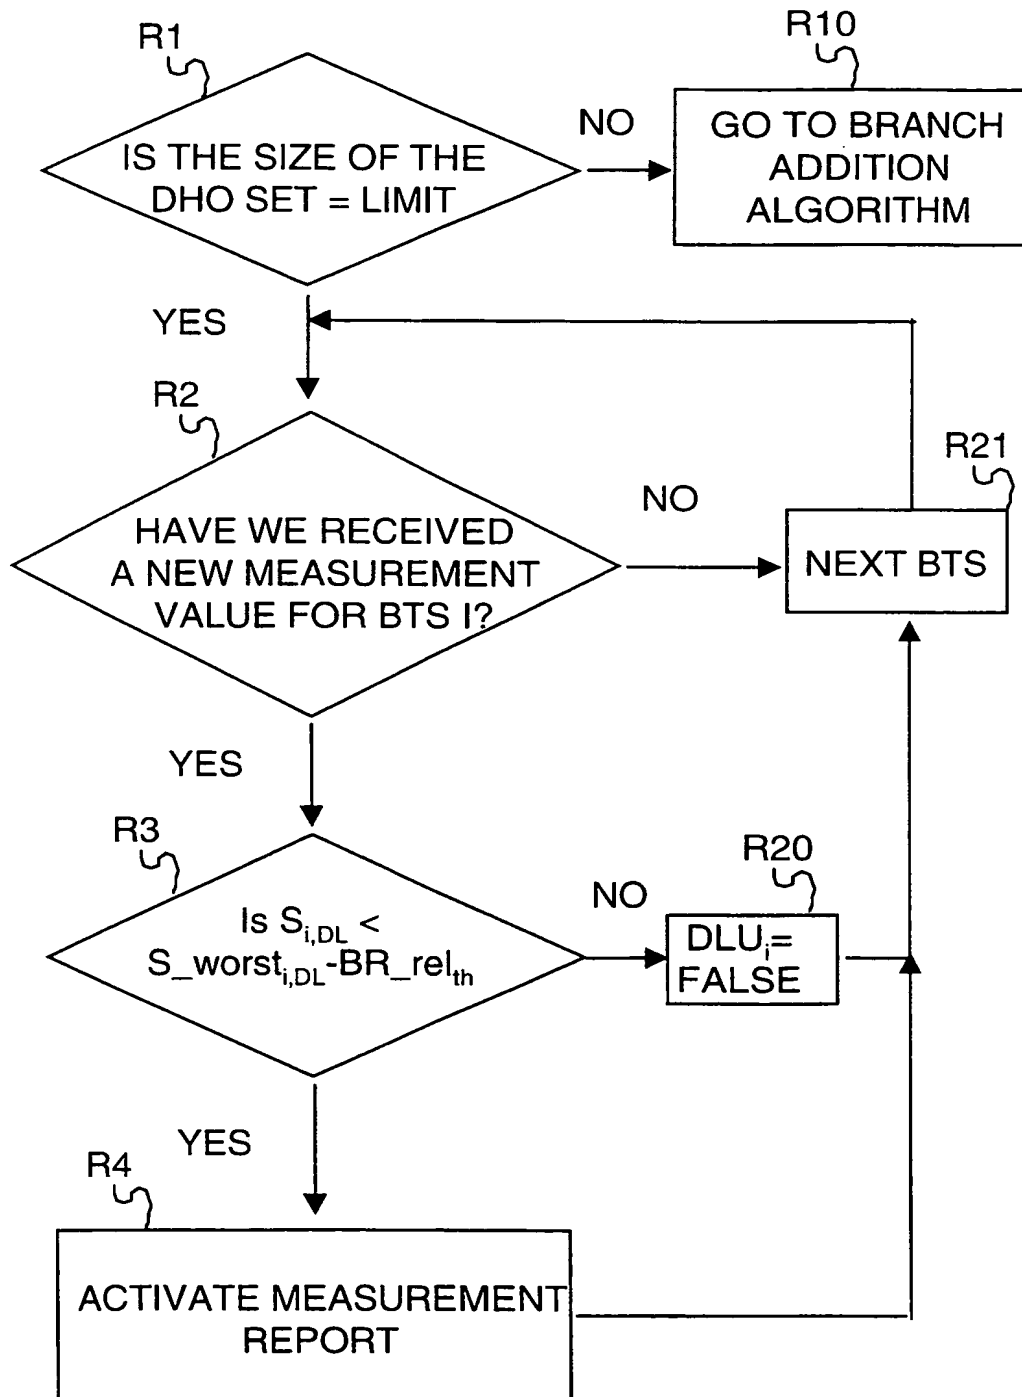 R1
R10
IS THE SIZE OF THE
DHO SET = LIMIT
NO
GO TO BRANCH
ADDITION
ALGORITHM
YES
R2
R21
HAVE WE RECEIVED
A NEW MEASUREMENT
VALUE FOR BTS I?
NO
NEXT BTS
YES
R3
R20
Is S_{i,DL} <
S_worst_{i,DL}-BR_rel_{th}
NO
DLU_i=
FALSE
YES
R4
ACTIVATE MEASUREMENT
REPORT